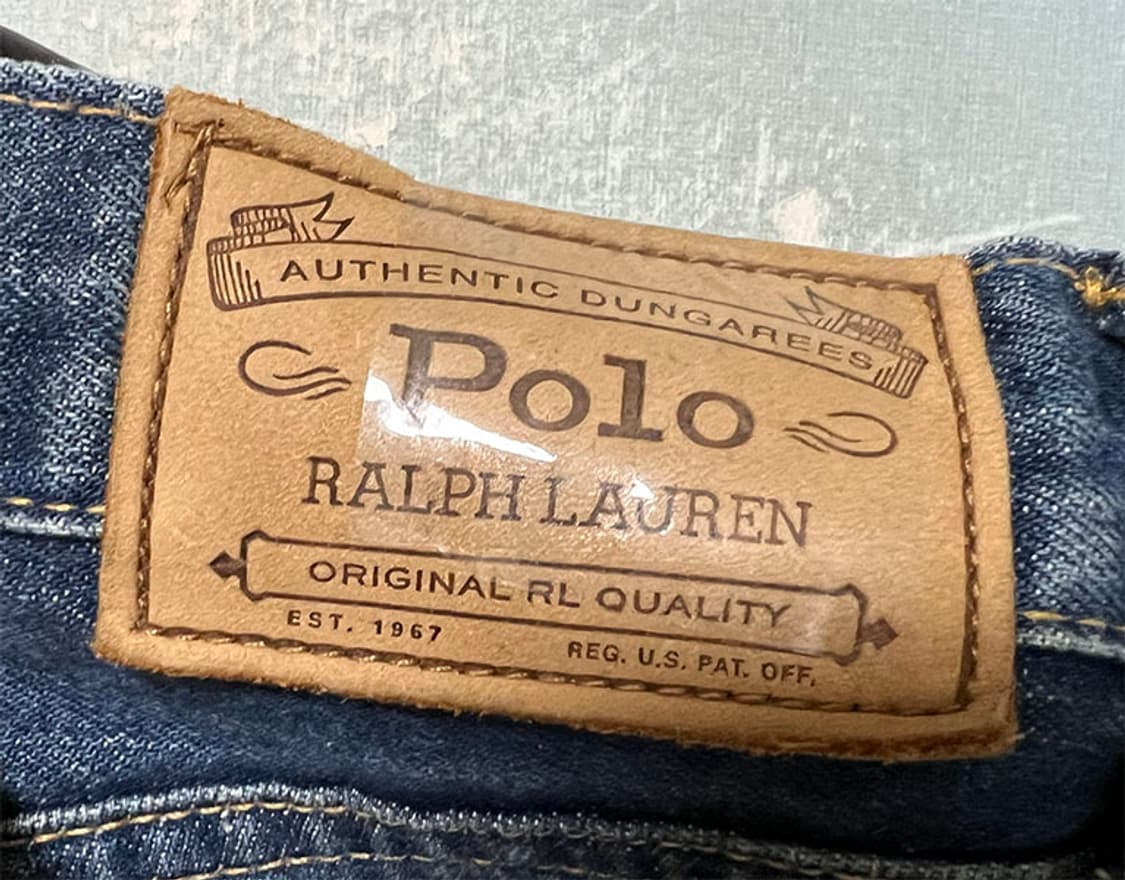 AUTHENTIC DUNGAREES
Polo
RALPH LAUREN
ORIGINAL RL QUALITY
EST. 1967
REG. U.S. PAT. OFF.